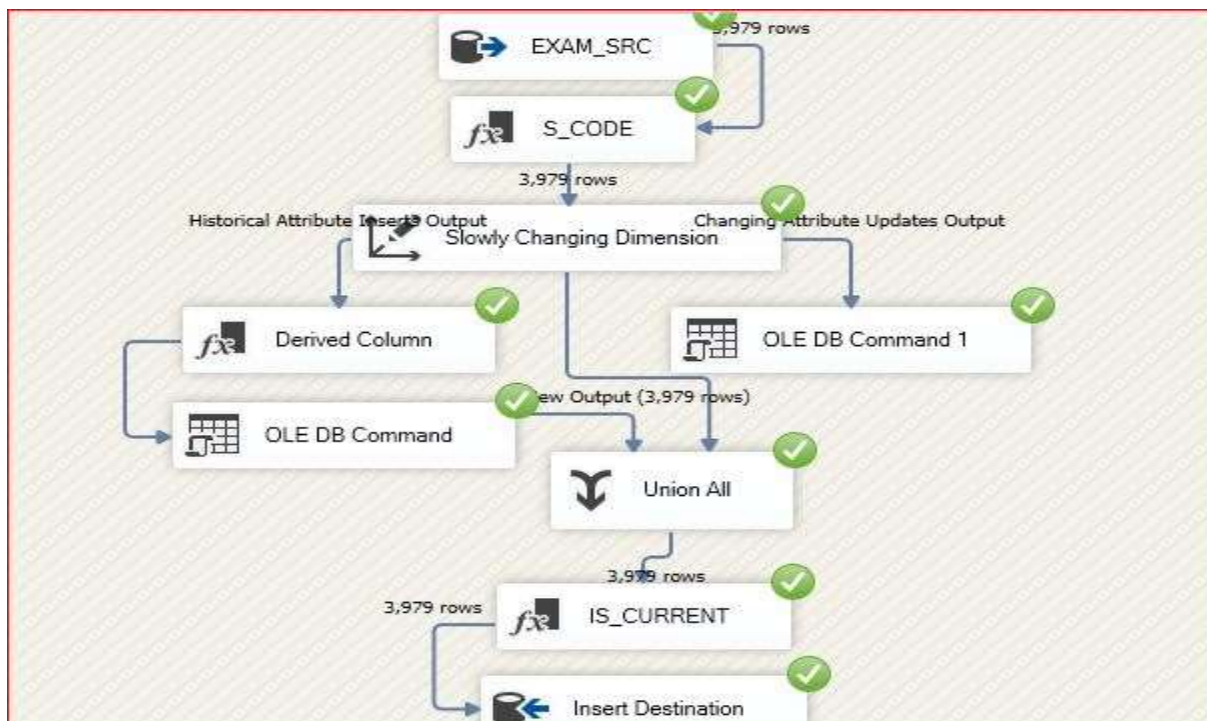 3,979 rows
EXAM_SRC
S_CODE
3,979 rows
Historical Attribute Inserts Output
Changing Attribute Updates Output
Slowly Changing Dimension
Derived Column
OLE DB Command 1
New Output (3,979 rows)
OLE DB Command
Union All
3,979 rows
3,979 rows
IS_CURRENT
Insert Destination